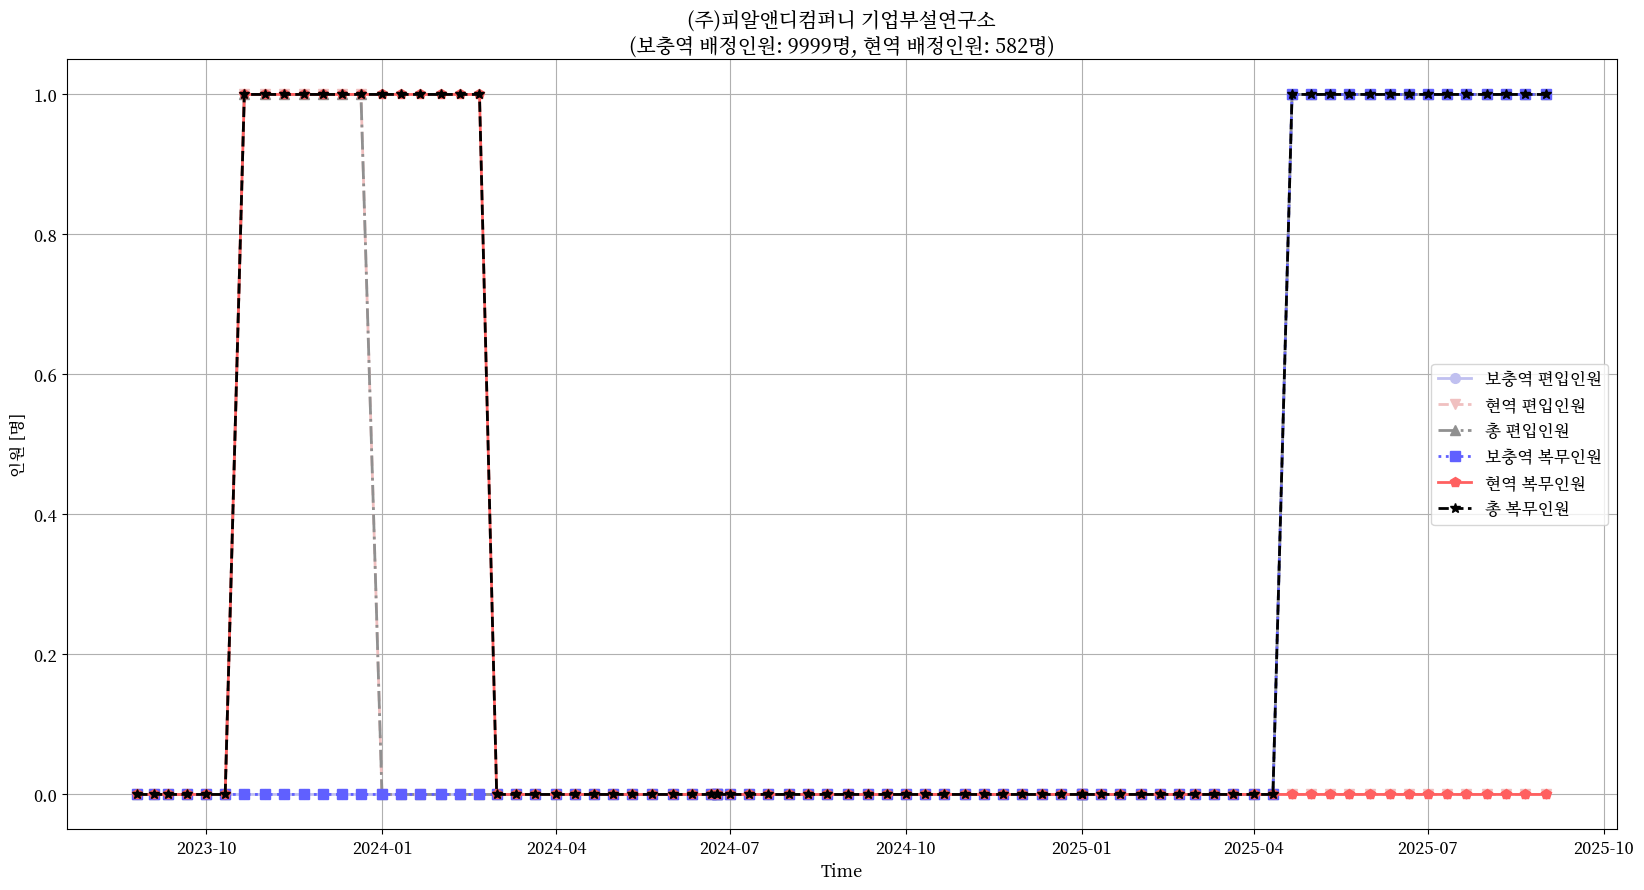 (주)피알앤디컴퍼니 기업부설연구소
(보충역 배정인원: 9999명, 현역 배정인원: 582명)
1.0
0.8
0.6
0.4
0.2
0.0
인원 [명]
보충역 편입인원
현역 편입인원
총 편입인원
보충역 복무인원
현역 복무인원
총 복무인원
2023-10
2024-01
2024-04
2024-07
2024-10
2025-01
2025-04
2025-07
2025-10
Time